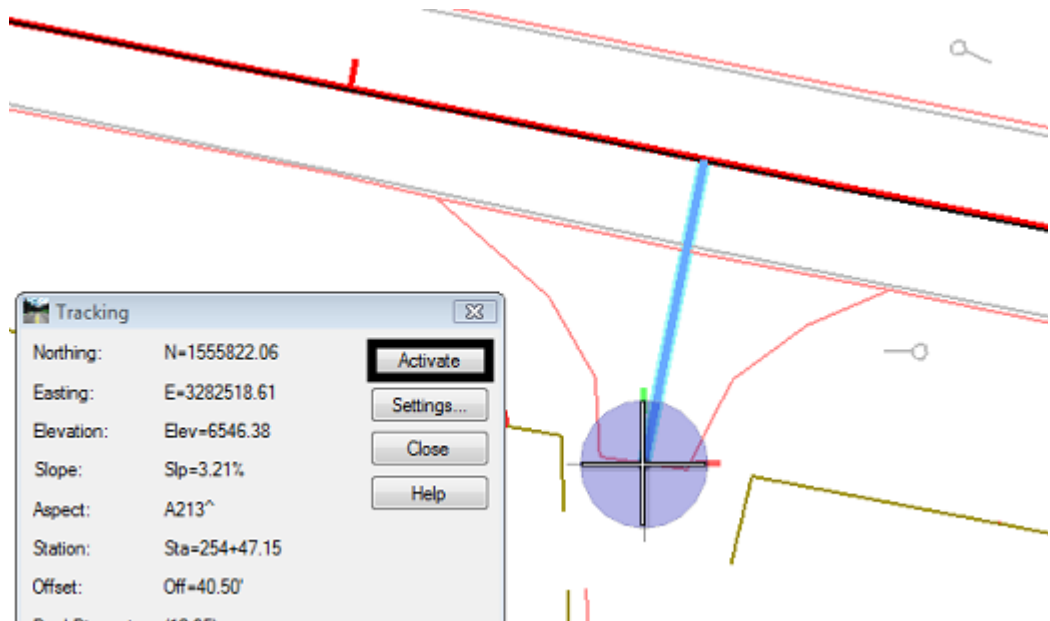 Tracking
Northing: N=1555822.06 Activate
Easting: E=3282518.61 Settings...
Elevation: Elev=6546.38 Close
Slope: Slp=3.21% Help
Aspect: A213^
Station: Sta=254+47.15
Offset: Off=40.50'